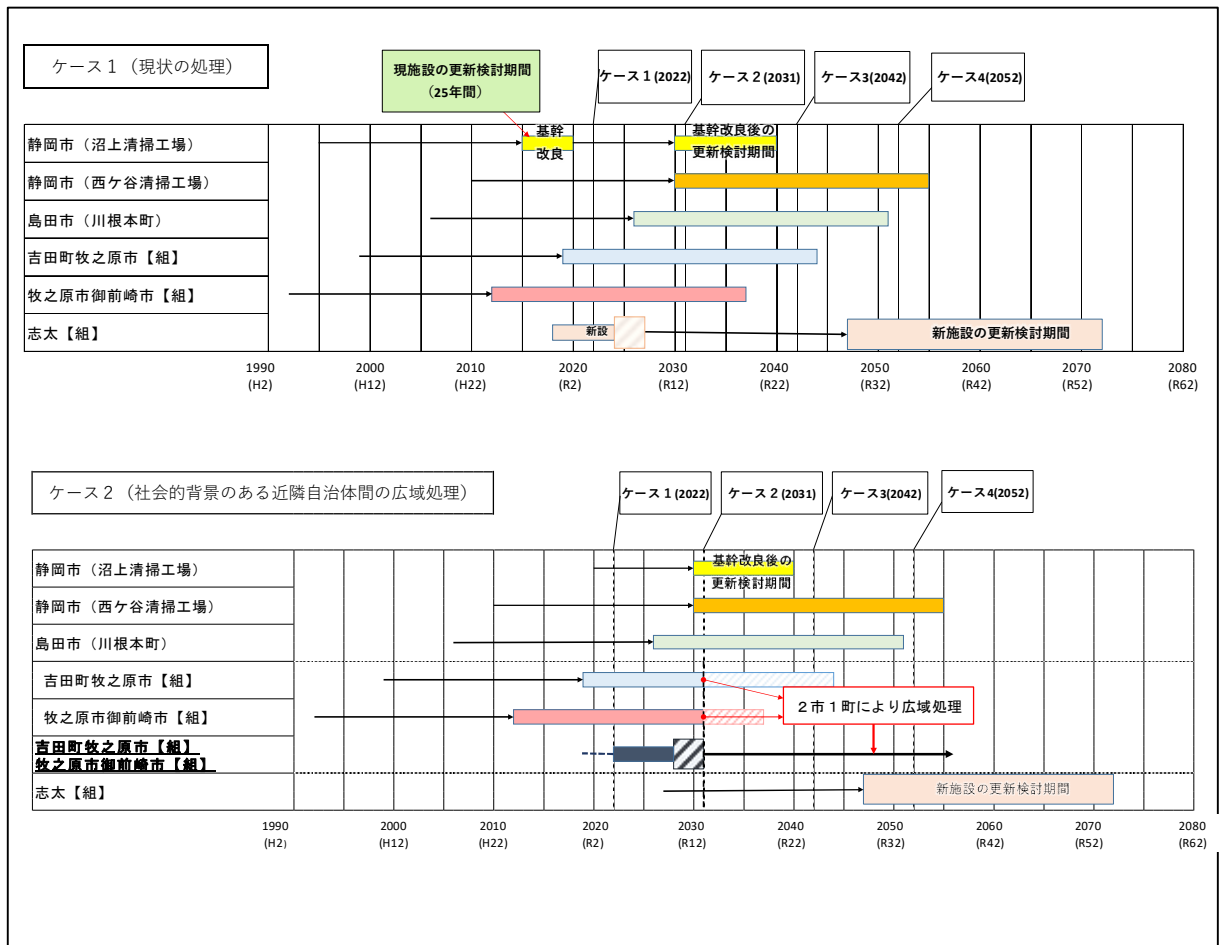 ケース1（現状の処理）
現施設の更新検討期間
（25年間）
ケース1(2022)
ケース2(2031)
ケース3(2042)
ケース4(2052)
静岡市（沼上清掃工場）
基幹
改良
基幹改良後の
更新検討期間
静岡市（西ケ谷清掃工場）
島田市（川根本町）
吉田町牧之原市【組】
牧之原市御前崎市【組】
志太【組】
新設
新施設の更新検討期間
1990 2000 2010 2020 2030 2040 2050 2060 2070 2080
(H2) (H12) (H22) (R2) (R12) (R22) (R32) (R42) (R52) (R62)
ケース2（社会的背景のある近隣自治体間の広域処理）
ケース1(2022)
ケース2(2031)
ケース3(2042)
ケース4(2052)
静岡市（沼上清掃工場）
基幹改良後の
更新検討期間
静岡市（西ケ谷清掃工場）
島田市（川根本町）
吉田町牧之原市【組】
牧之原市御前崎市【組】
2市1町により広域処理
吉田町牧之原市【組】
牧之原市御前崎市【組】
志太【組】
新施設の更新検討期間
1990 2000 2010 2020 2030 2040 2050 2060 2070 2080
(H2) (H12) (H22) (R2) (R12) (R22) (R32) (R42) (R52) (R62)